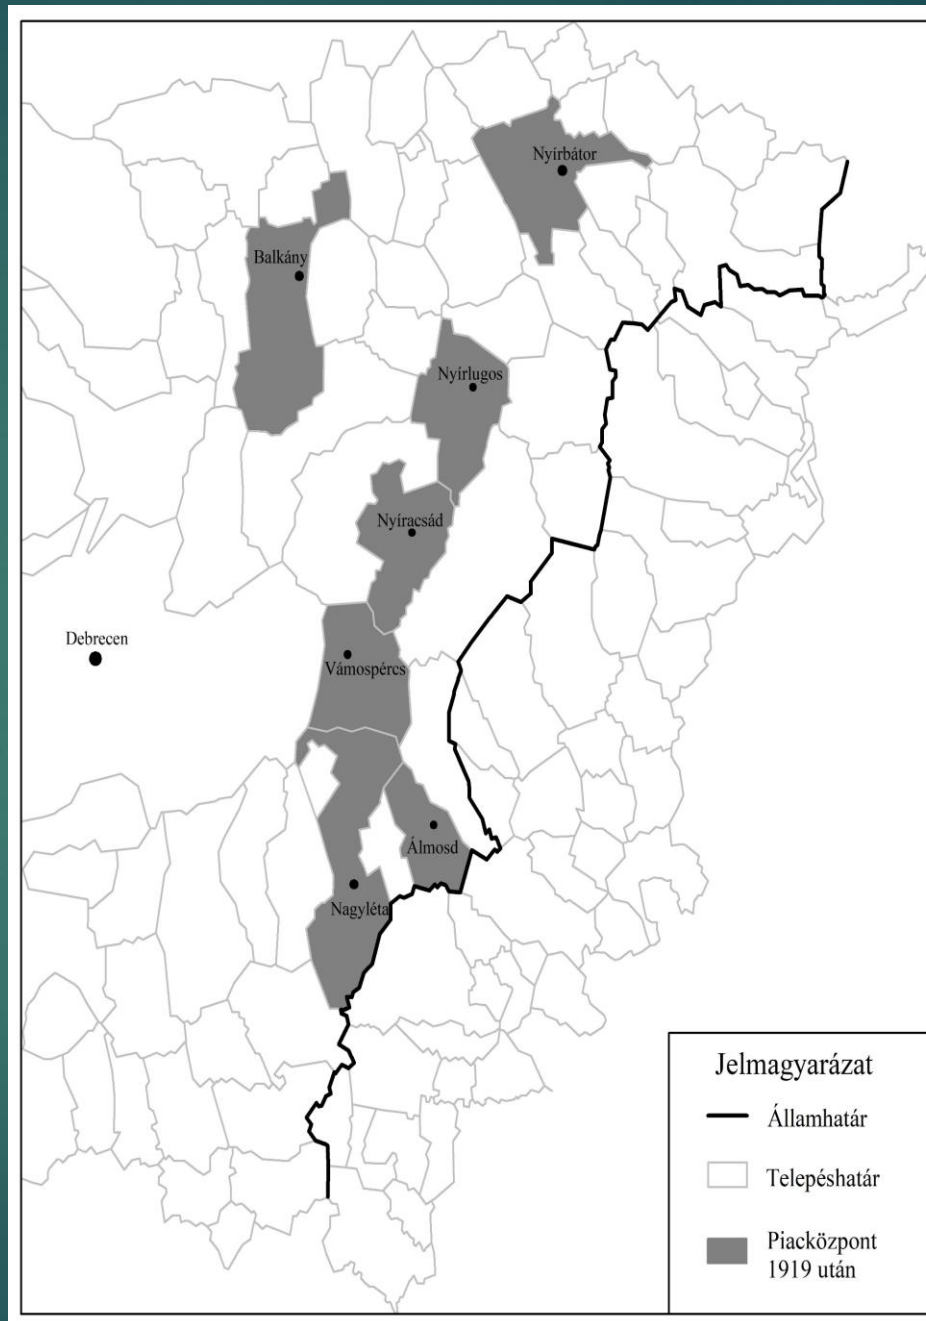 Nyírbátor
Balkány
Nyírlugos
Nyíracsád
Debrecen
Vámospércs
Álmosd
Nagyléta
Jelmagyarázat
Államhatár
Telepéshatár
Piacközpont
1919 után